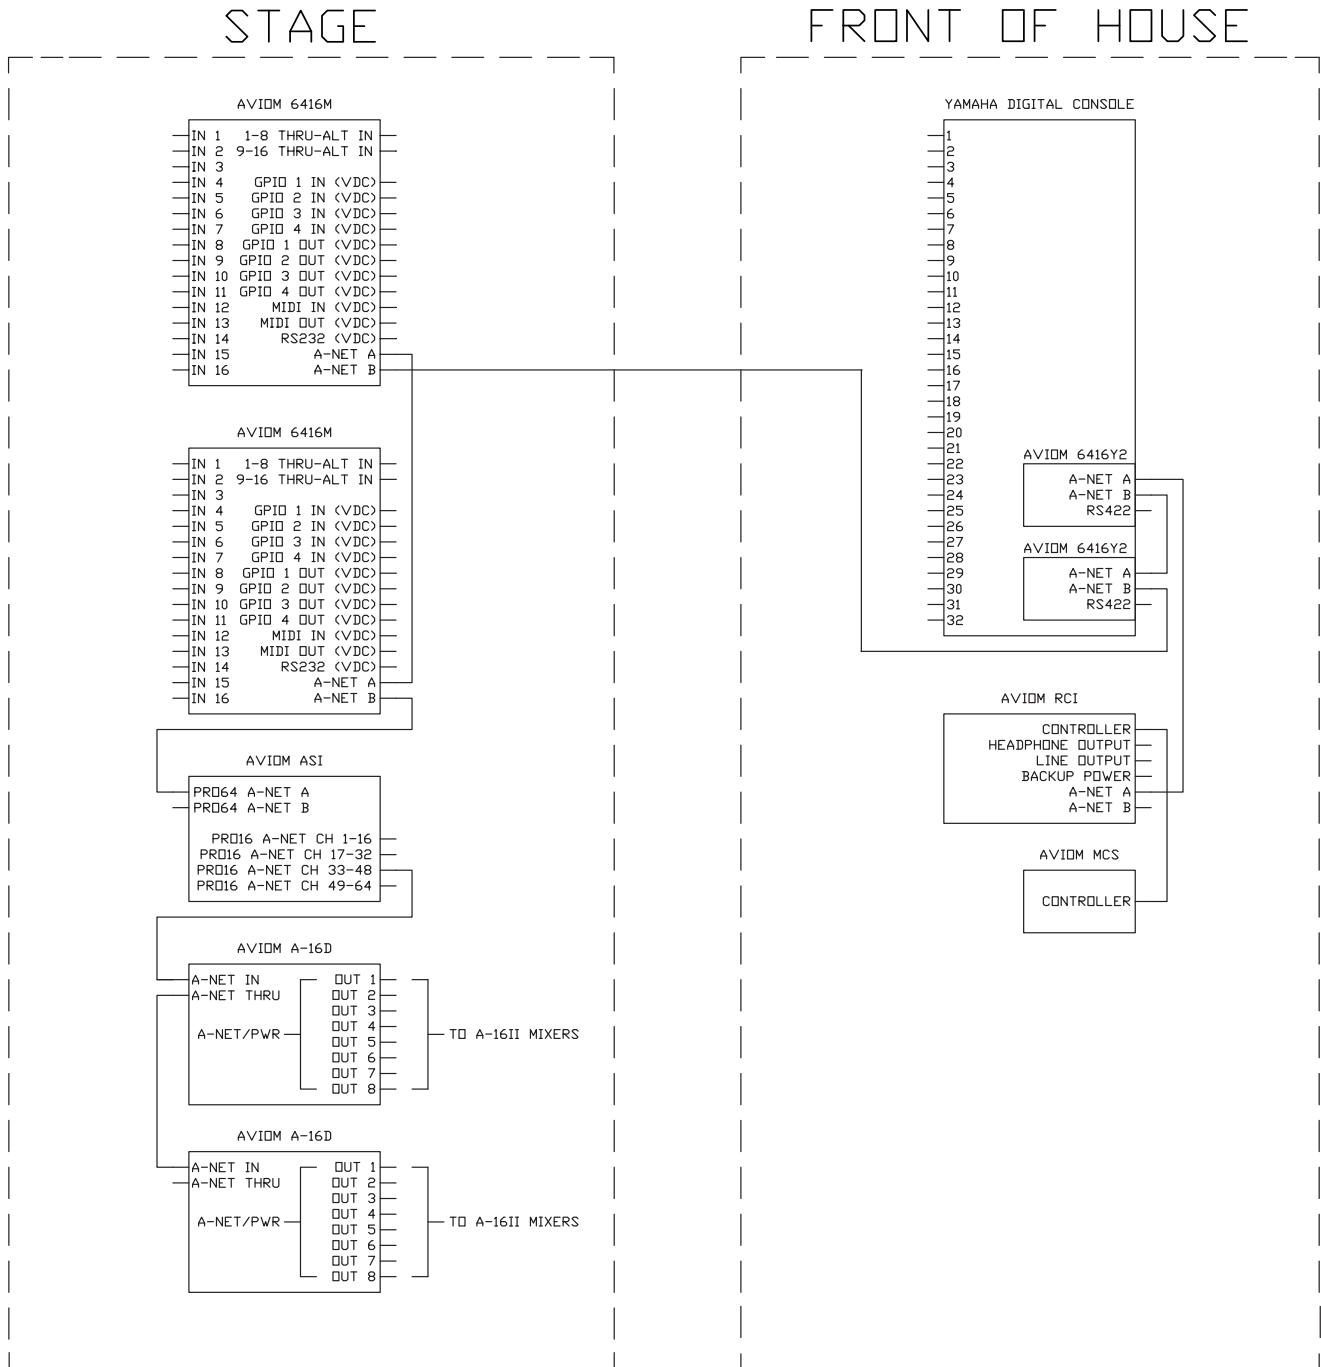 STAGE
AVIOM 6416M
IN 1 1-8 THRU-ALT IN
IN 2 9-16 THRU-ALT IN
IN 3
IN 4 GPIO 1 IN (VDC)
IN 5 GPIO 2 IN (VDC)
IN 6 GPIO 3 IN (VDC)
IN 7 GPIO 4 IN (VDC)
IN 8 GPIO 1 OUT (VDC)
IN 9 GPIO 2 OUT (VDC)
IN 10 GPIO 3 OUT (VDC)
IN 11 GPIO 4 OUT (VDC)
IN 12 MIDI IN (VDC)
IN 13 MIDI OUT (VDC)
IN 14 RS232 (VDC)
IN 15 A-NET A
IN 16 A-NET B
AVIOM 6416M
IN 1 1-8 THRU-ALT IN
IN 2 9-16 THRU-ALT IN
IN 3
IN 4 GPIO 1 IN (VDC)
IN 5 GPIO 2 IN (VDC)
IN 6 GPIO 3 IN (VDC)
IN 7 GPIO 4 IN (VDC)
IN 8 GPIO 1 OUT (VDC)
IN 9 GPIO 2 OUT (VDC)
IN 10 GPIO 3 OUT (VDC)
IN 11 GPIO 4 OUT (VDC)
IN 12 MIDI IN (VDC)
IN 13 MIDI OUT (VDC)
IN 14 RS232 (VDC)
IN 15 A-NET A
IN 16 A-NET B
AVIOM ASI
PRO64 A-NET A
PRO64 A-NET B
PRO16 A-NET CH 1-16
PRO16 A-NET CH 17-32
PRO16 A-NET CH 33-48
PRO16 A-NET CH 49-64
AVIOM A-16D
A-NET IN OUT 1
A-NET THRU OUT 2
OUT 3
OUT 4
A-NET/PWR TO A-16II MIXERS
OUT 5
OUT 6
OUT 7
OUT 8
AVIOM A-16D
A-NET IN OUT 1
A-NET THRU OUT 2
OUT 3
OUT 4
A-NET/PWR TO A-16II MIXERS
OUT 5
OUT 6
OUT 7
OUT 8
FRONT OF HOUSE
YAMAHA DIGITAL CONSOLE
1
2
3
4
5
6
7
8
9
10
11
12
13
14
15
16
17
18
19
20
21
22
23
24
25
26
27
28
29
30
31
32
AVIOM 6416Y2
A-NET A
A-NET B
RS422
AVIOM 6416Y2
A-NET A
A-NET B
RS422
AVIOM RCI
CONTROLLER
HEADPHONE OUTPUT
LINE OUTPUT
BACKUP POWER
A-NET A
A-NET B
AVIOM MCS
CONTROLLER